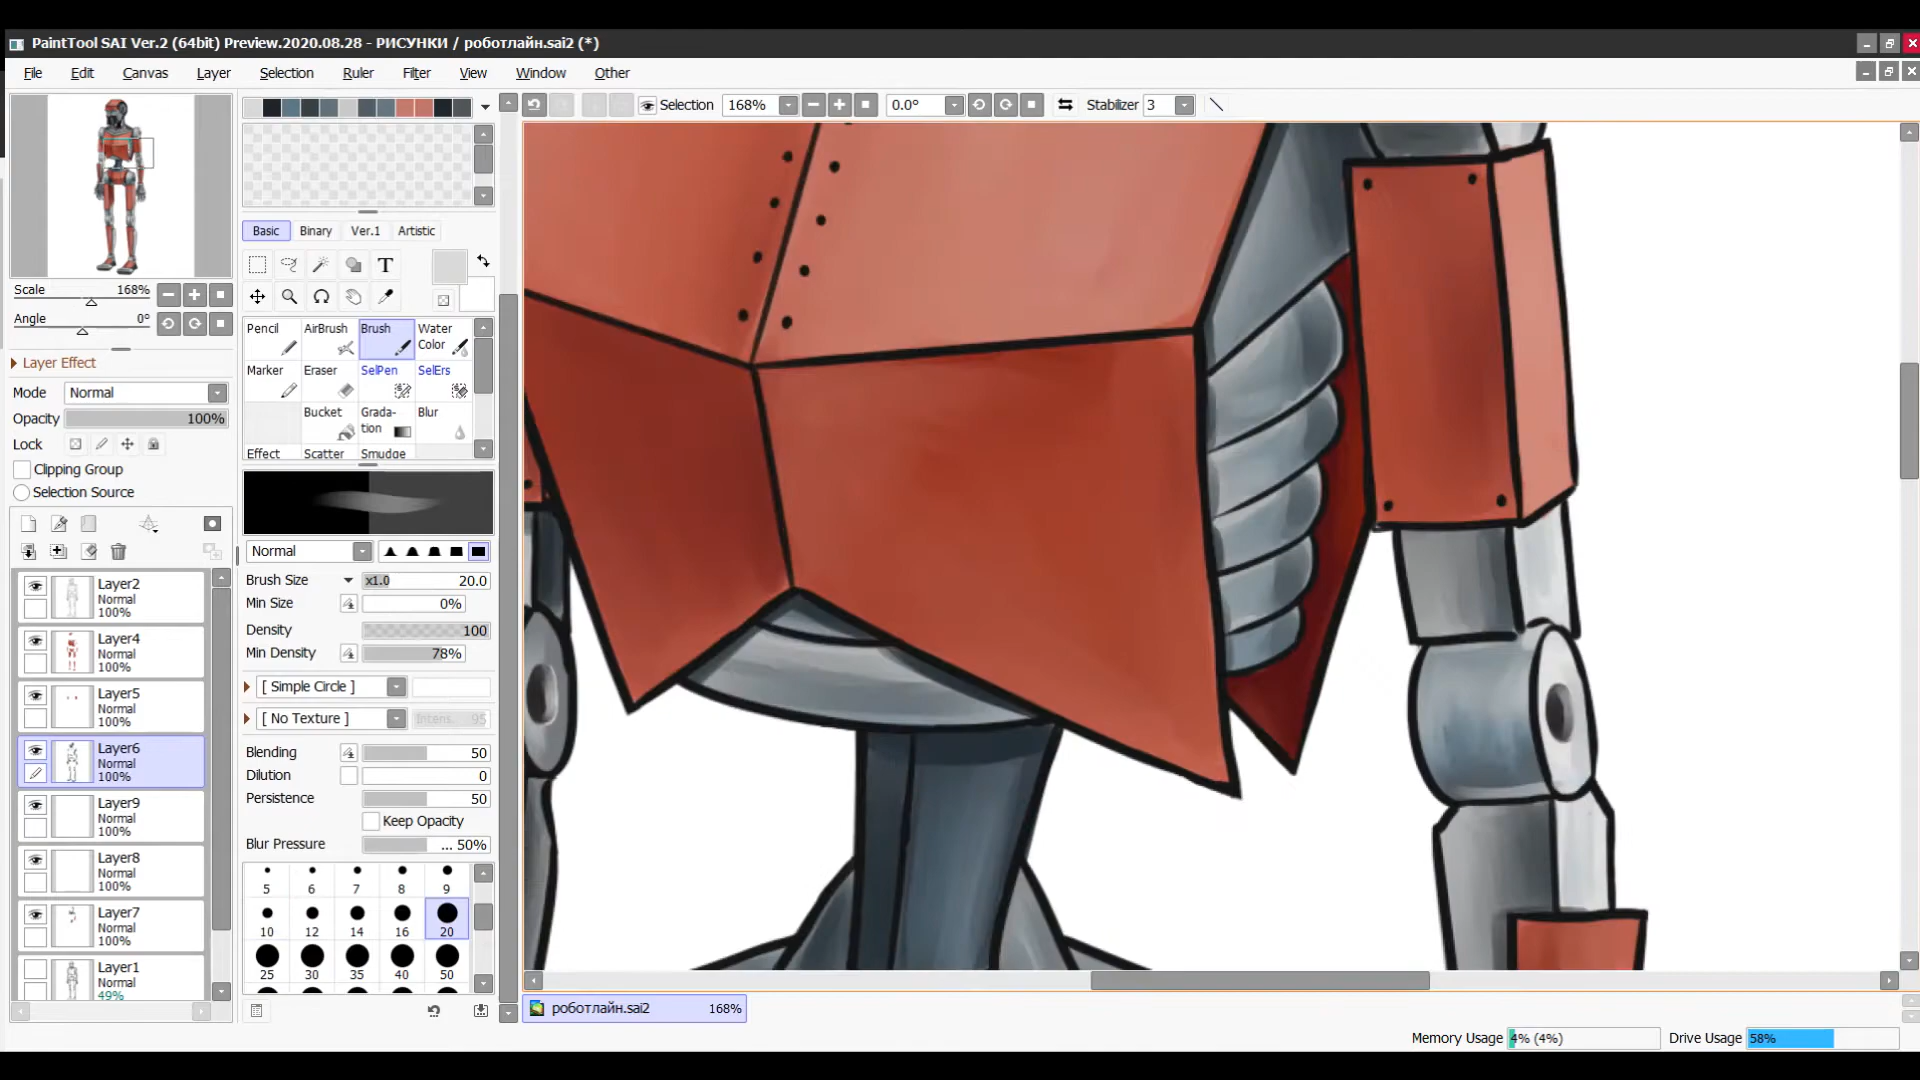 PaintTool SAI Ver.2 (64bit) Preview.2020.08.28 - РИСУНКИ / роботлайн.sai2 (*)
File Edit Canvas Layer Selection Ruler Filter View Window Other
Selection 168% 0.0° Stabilizer 3
Scale 168%
Angle 0°
Layer Effect
Mode Normal
Opacity 100%
Lock
Clipping Group
Selection Source
Layer2
Normal
100%
Layer4
Normal
100%
Layer5
Normal
100%
Layer6
Normal
100%
Layer9
Normal
100%
Layer8
Normal
100%
Layer7
Normal
100%
Layer1
Normal
49%
Basic Binary Ver.1 Artistic
T
Pencil AirBrush Brush Water Color
Marker Eraser SelPen SelErs
Bucket Grada-tion Blur
Effect Scatter Smudge
Normal
Brush Size x1.0 20.0
Min Size 0%
Density 100
Min Density 78%
[ Simple Circle ]
[ No Texture ] Intens. 95
Blending 50
Dilution 0
Persistence 50
Keep Opacity
Blur Pressure ... 50%
5 6 7 8 9
10 12 14 16 20
25 30 35 40 50
роботлайн.sai2 168%
Memory Usage 4% (4%) Drive Usage 58%